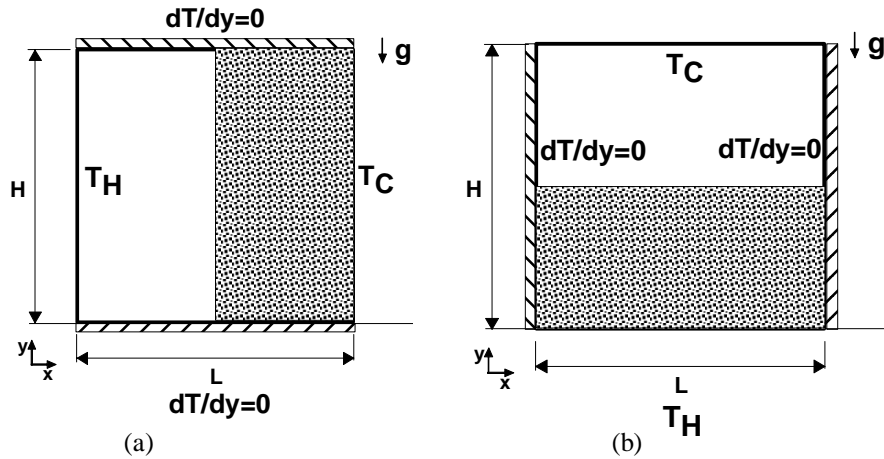 dT/dy=0
g
H
T_H
T_C
y
x
L
dT/dy=0
(a)
g
T_C
dT/dy=0 dT/dy=0
H
y
x
L
T_H
(b)